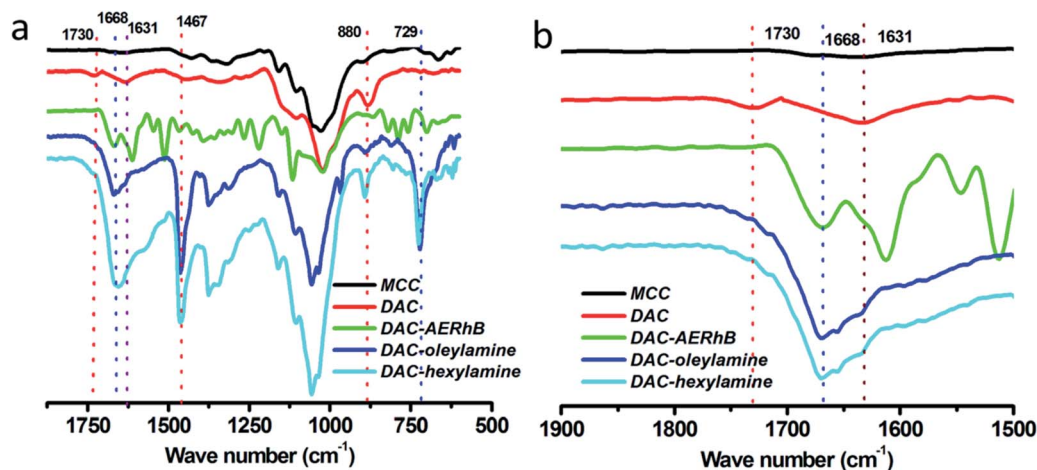 a
1730
1668
1631
1467
880
729
MCC
DAC
DAC-AERhB
DAC-oleylamine
DAC-hexylamine
1750 1500 1250 1000 750 500
Wave number (cm⁻¹)
b
1730
1668
1631
MCC
DAC
DAC-AERhB
DAC-oleylamine
DAC-hexylamine
1900 1800 1700 1600 1500
Wave number (cm⁻¹)